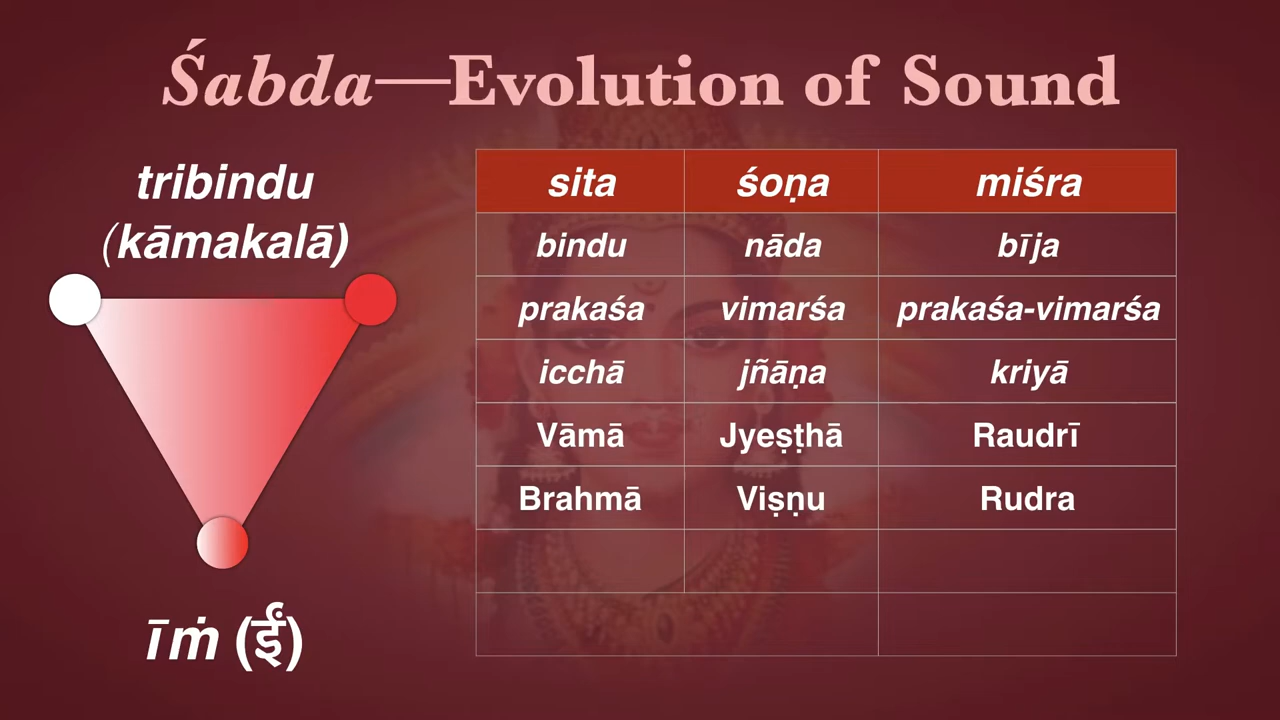 Śabda—Evolution of Sound
tribindu
(kāmakalā)
īṁ (ईं)
sita śoṇa miśra
bindu nāda bīja
prakaśa vimarśa prakaśa-vimarśa
icchā jñāṇa kriyā
Vāmā Jyeṣṭhā Raudrī
Brahmā Viṣṇu Rudra